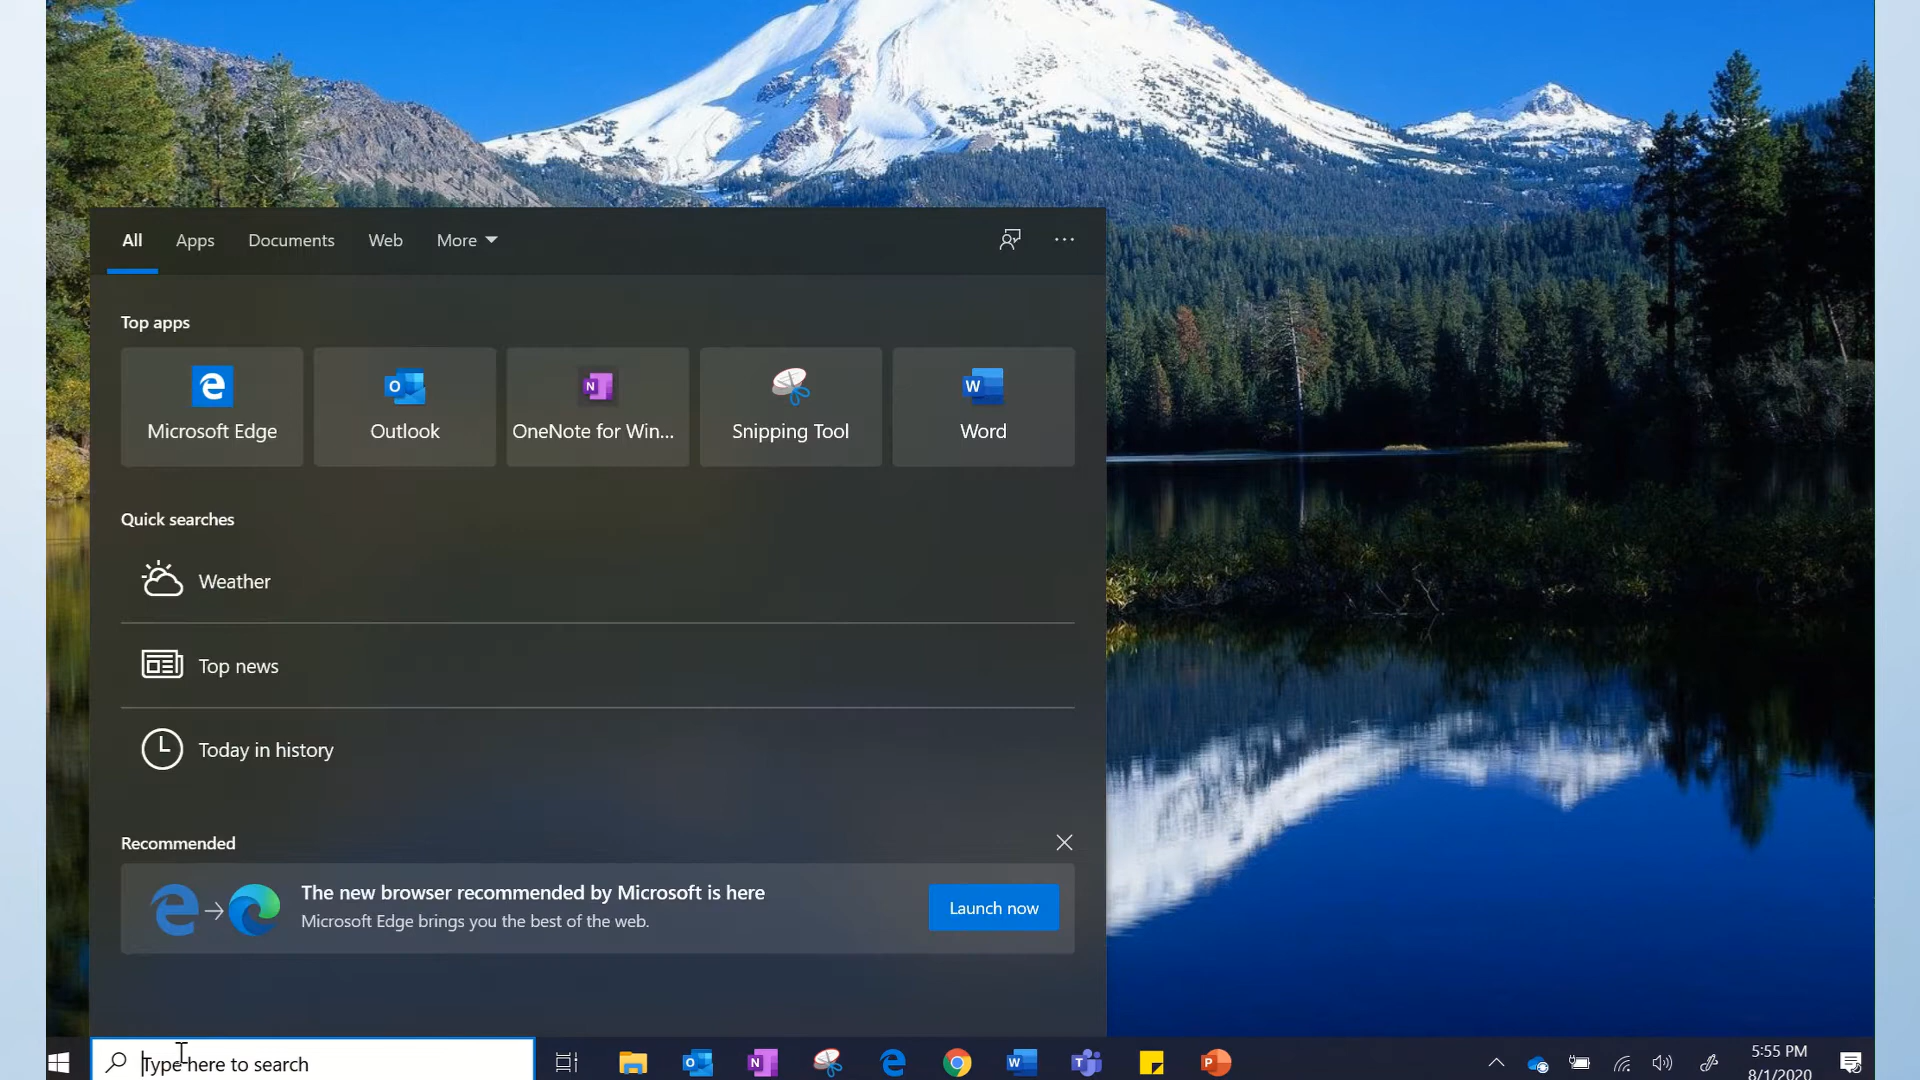 All Apps Documents Web More
Top apps
Microsoft Edge Outlook OneNote for Win... Snipping Tool Word
Quick searches
Weather
Top news
Today in history
Recommended
The new browser recommended by Microsoft is here
Microsoft Edge brings you the best of the web.
Launch now
Type here to search
5:55 PM
8/1/2020